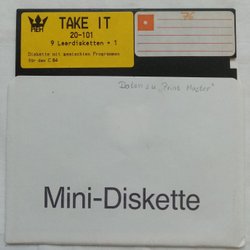 TAKE IT
20-101
9 Leerdisketten + 1
Diskette mit gemischten Programmen
für den C 64
76
Daten zu "Print Master"
Mini-Diskette